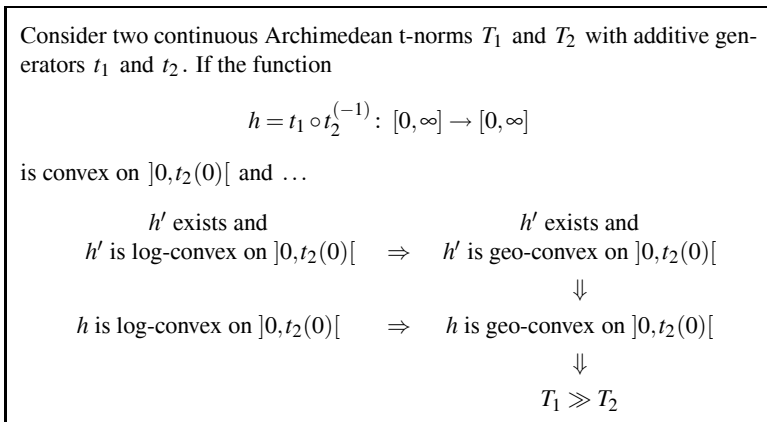 Consider two continuous Archimedean t-norms T₁ and T₂ with additive gen-
erators t₁ and t₂. If the function
h = t₁ ∘ t₂⁽⁻¹⁾ : [0,∞] → [0,∞]
is convex on ]0,t₂(0)[ and …
h′ exists and h′ exists and
h′ is log-convex on ]0,t₂(0)[ ⇒ h′ is geo-convex on ]0,t₂(0)[
⇓
h is log-convex on ]0,t₂(0)[ ⇒ h is geo-convex on ]0,t₂(0)[
⇓
T₁ ≫ T₂